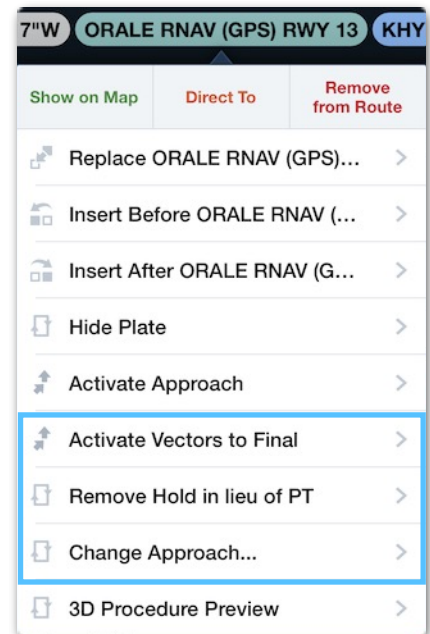 7"W ORALE RNAV (GPS) RWY 13 KHY
Show on Map Direct To Remove from Route
Replace ORALE RNAV (GPS)...
Insert Before ORALE RNAV (...
Insert After ORALE RNAV (G...
Hide Plate
Activate Approach
Activate Vectors to Final
Remove Hold in lieu of PT
Change Approach...
3D Procedure Preview